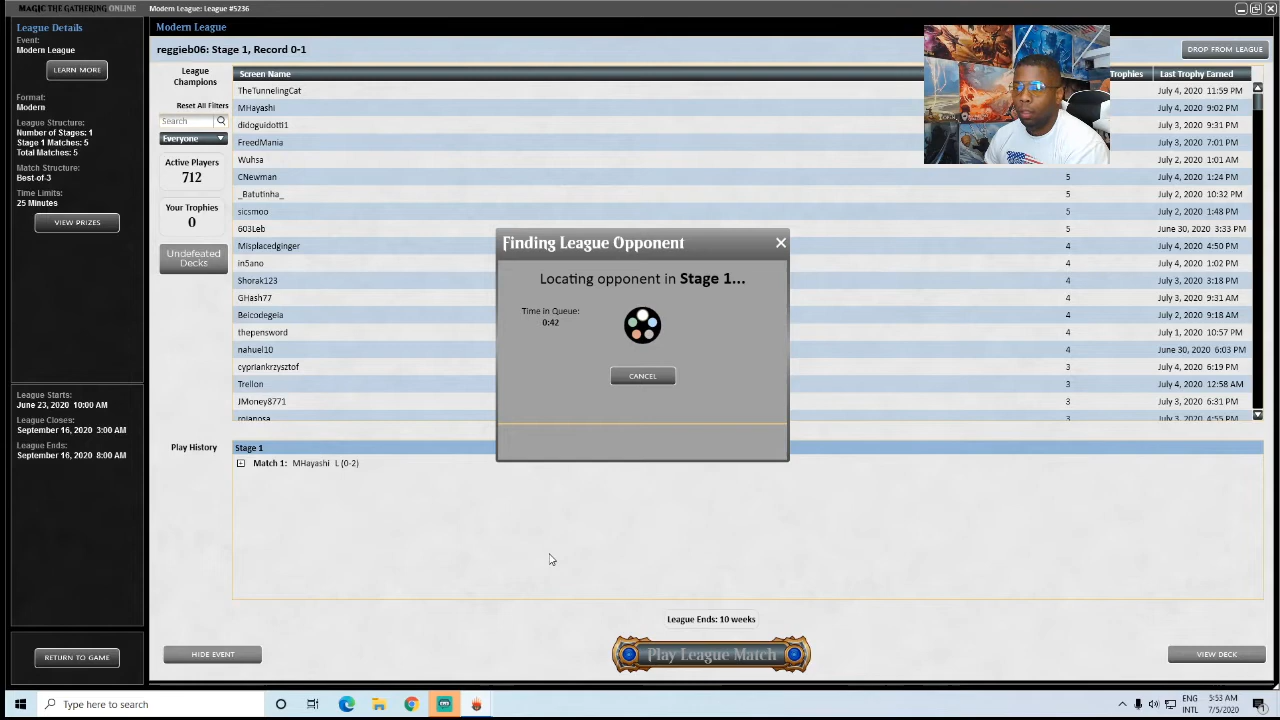 MAGIC THE GATHERING ONLINE
Modern League: League #5236
League Details
Event:
Modern League
LEARN MORE
Format:
Modern
League Structure:
Number of Stages: 1
Stage 1 Matches: 5
Total Matches: 5
Match Structure:
Best-of-3
Time Limits:
25 Minutes
VIEW PRIZES
League Starts:
June 23, 2020 10:00 AM
League Closes:
September 16, 2020 3:00 AM
League Ends:
September 16, 2020 8:00 AM
RETURN TO GAME
Modern League
reggieb06: Stage 1, Record 0-1
DROP FROM LEAGUE
League
Champions
Reset All Filters
Search
Everyone
Active Players
712
Your Trophies
0
Undefeated
Decks
Screen Name Trophies Last Trophy Earned
TheTunnelingCat July 4, 2020 11:59 PM
MHayashi July 4, 2020 9:02 PM
didoguidotti1 July 3, 2020 9:31 PM
FreedMania July 3, 2020 7:01 PM
Wuhsa July 2, 2020 1:01 AM
CNewman 5 July 4, 2020 1:24 PM
_Batutinha_ 5 July 2, 2020 10:32 PM
sicsmoo 5 July 2, 2020 1:48 PM
603Leb 5 June 30, 2020 3:33 PM
Misplacedginger 4 July 4, 2020 4:50 PM
in5ano 4 July 4, 2020 1:02 PM
Shorak123 4 July 4, 2020 3:18 PM
GHash77 4 July 3, 2020 9:31 AM
Beicodegeia 4 July 2, 2020 9:18 AM
thepensword 4 July 1, 2020 10:57 PM
nahuel10 4 June 30, 2020 6:03 PM
cypriankrzysztof 3 July 4, 2020 6:19 PM
Trellon 3 July 4, 2020 12:58 AM
JMoney8771 3 July 3, 2020 6:31 PM
rojanosa 3 July 3, 2020 4:55 PM
Finding League Opponent
Locating opponent in Stage 1...
Time in Queue:
0:42
CANCEL
Play History
Stage 1
Match 1: MHayashi L (0-2)
League Ends: 10 weeks
HIDE EVENT
Play League Match
VIEW DECK
Type here to search
ENG
INTL
5:53 AM
7/5/2020